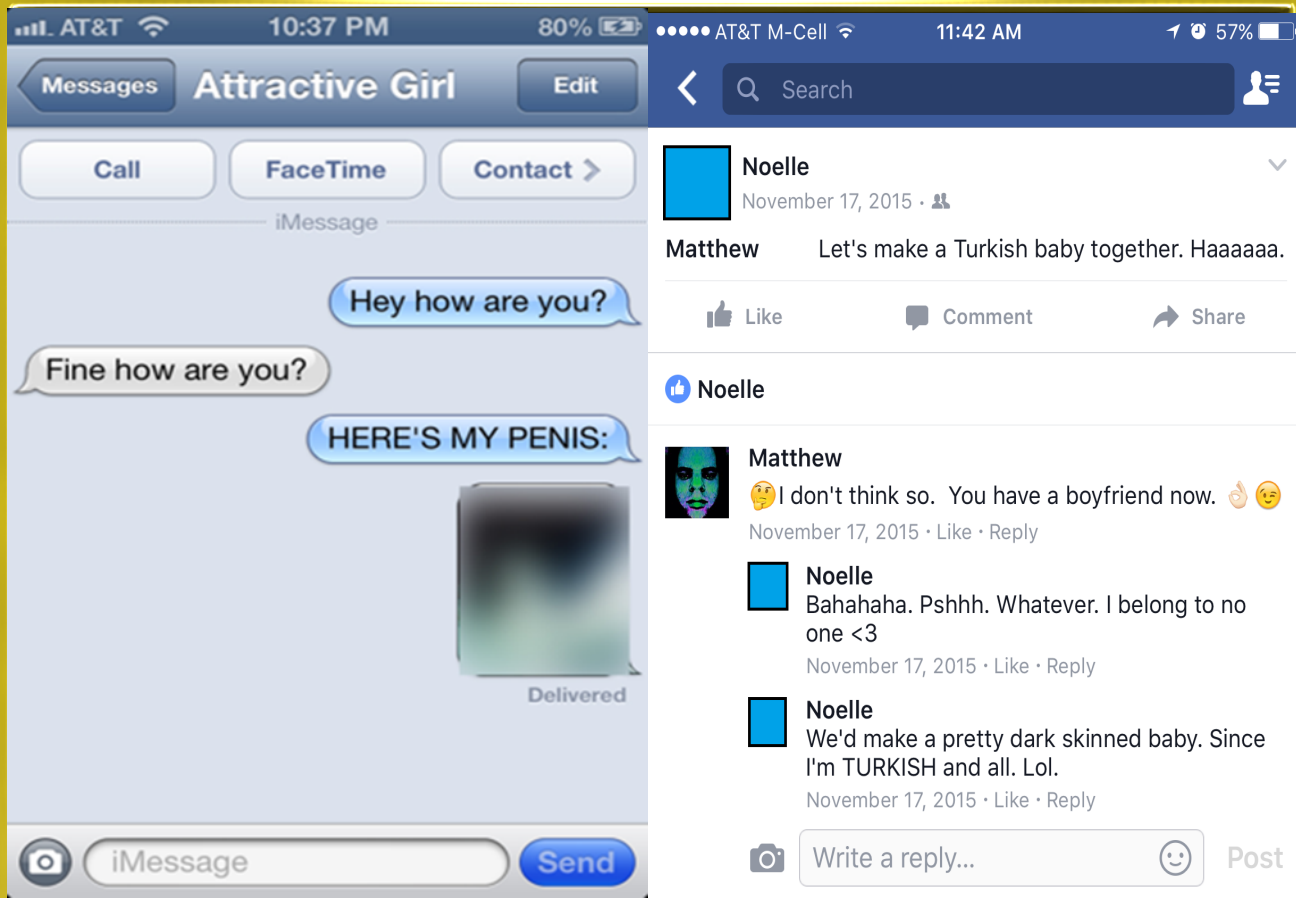 AT&T 10:37 PM 80%
Messages Attractive Girl Edit
Call FaceTime Contact
iMessage
Hey how are you?
Fine how are you?
HERE'S MY PENIS:
Delivered
iMessage Send
AT&T M-Cell 11:42 AM 57%
Search
Noelle
November 17, 2015 ·
Matthew Let's make a Turkish baby together. Haaaaaa.
Like Comment Share
Noelle
Matthew
🤔I don't think so. You have a boyfriend now. 👌🏻😉
November 17, 2015 · Like · Reply
Noelle
Bahahaha. Pshhh. Whatever. I belong to no
one <3
November 17, 2015 · Like · Reply
Noelle
We'd make a pretty dark skinned baby. Since
I'm TURKISH and all. Lol.
November 17, 2015 · Like · Reply
Write a reply... Post